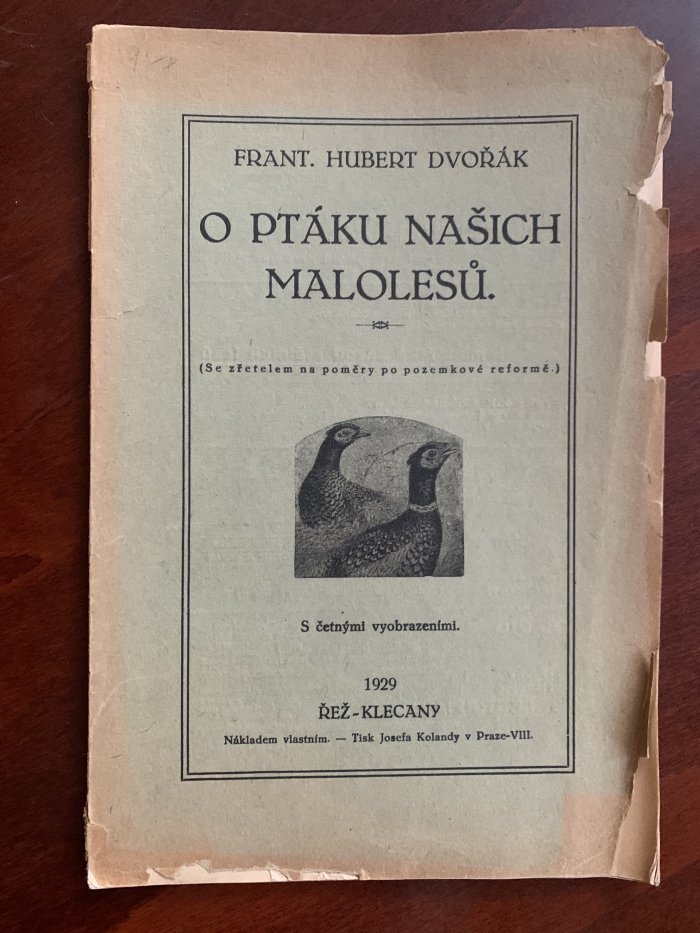 FRANT. HUBERT DVOŘÁK
O PTÁKU NAŠICH
MALOLESŮ.
(Se zřetelem na poměry po pozemkové reformě.)
S četnými vyobrazeními.
1929
ŘEŽ-KLECANY
Nákladem vlastním. — Tisk Josefa Kolandy v Praze-VIII.